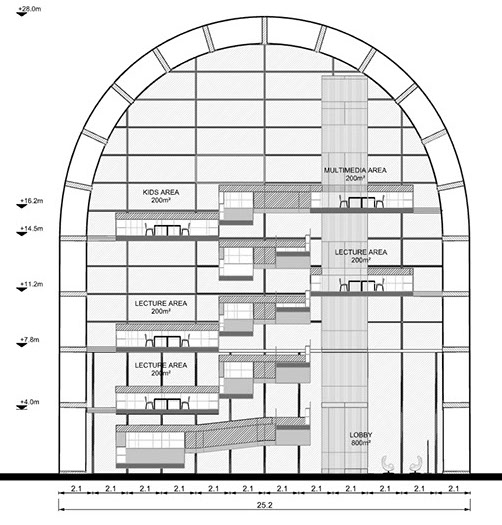 +28.0m
MULTIMEDIA AREA
200m²
KIDS AREA
200m²
+16.2m
+14.5m
LECTURE AREA
200m²
+11.2m
LECTURE AREA
200m²
+7.8m
LECTURE AREA
200m²
+4.0m
LOBBY
800m²
2.1 2.1 2.1 2.1 2.1 2.1 2.1 2.1 2.1 2.1 2.1 2.1
25.2